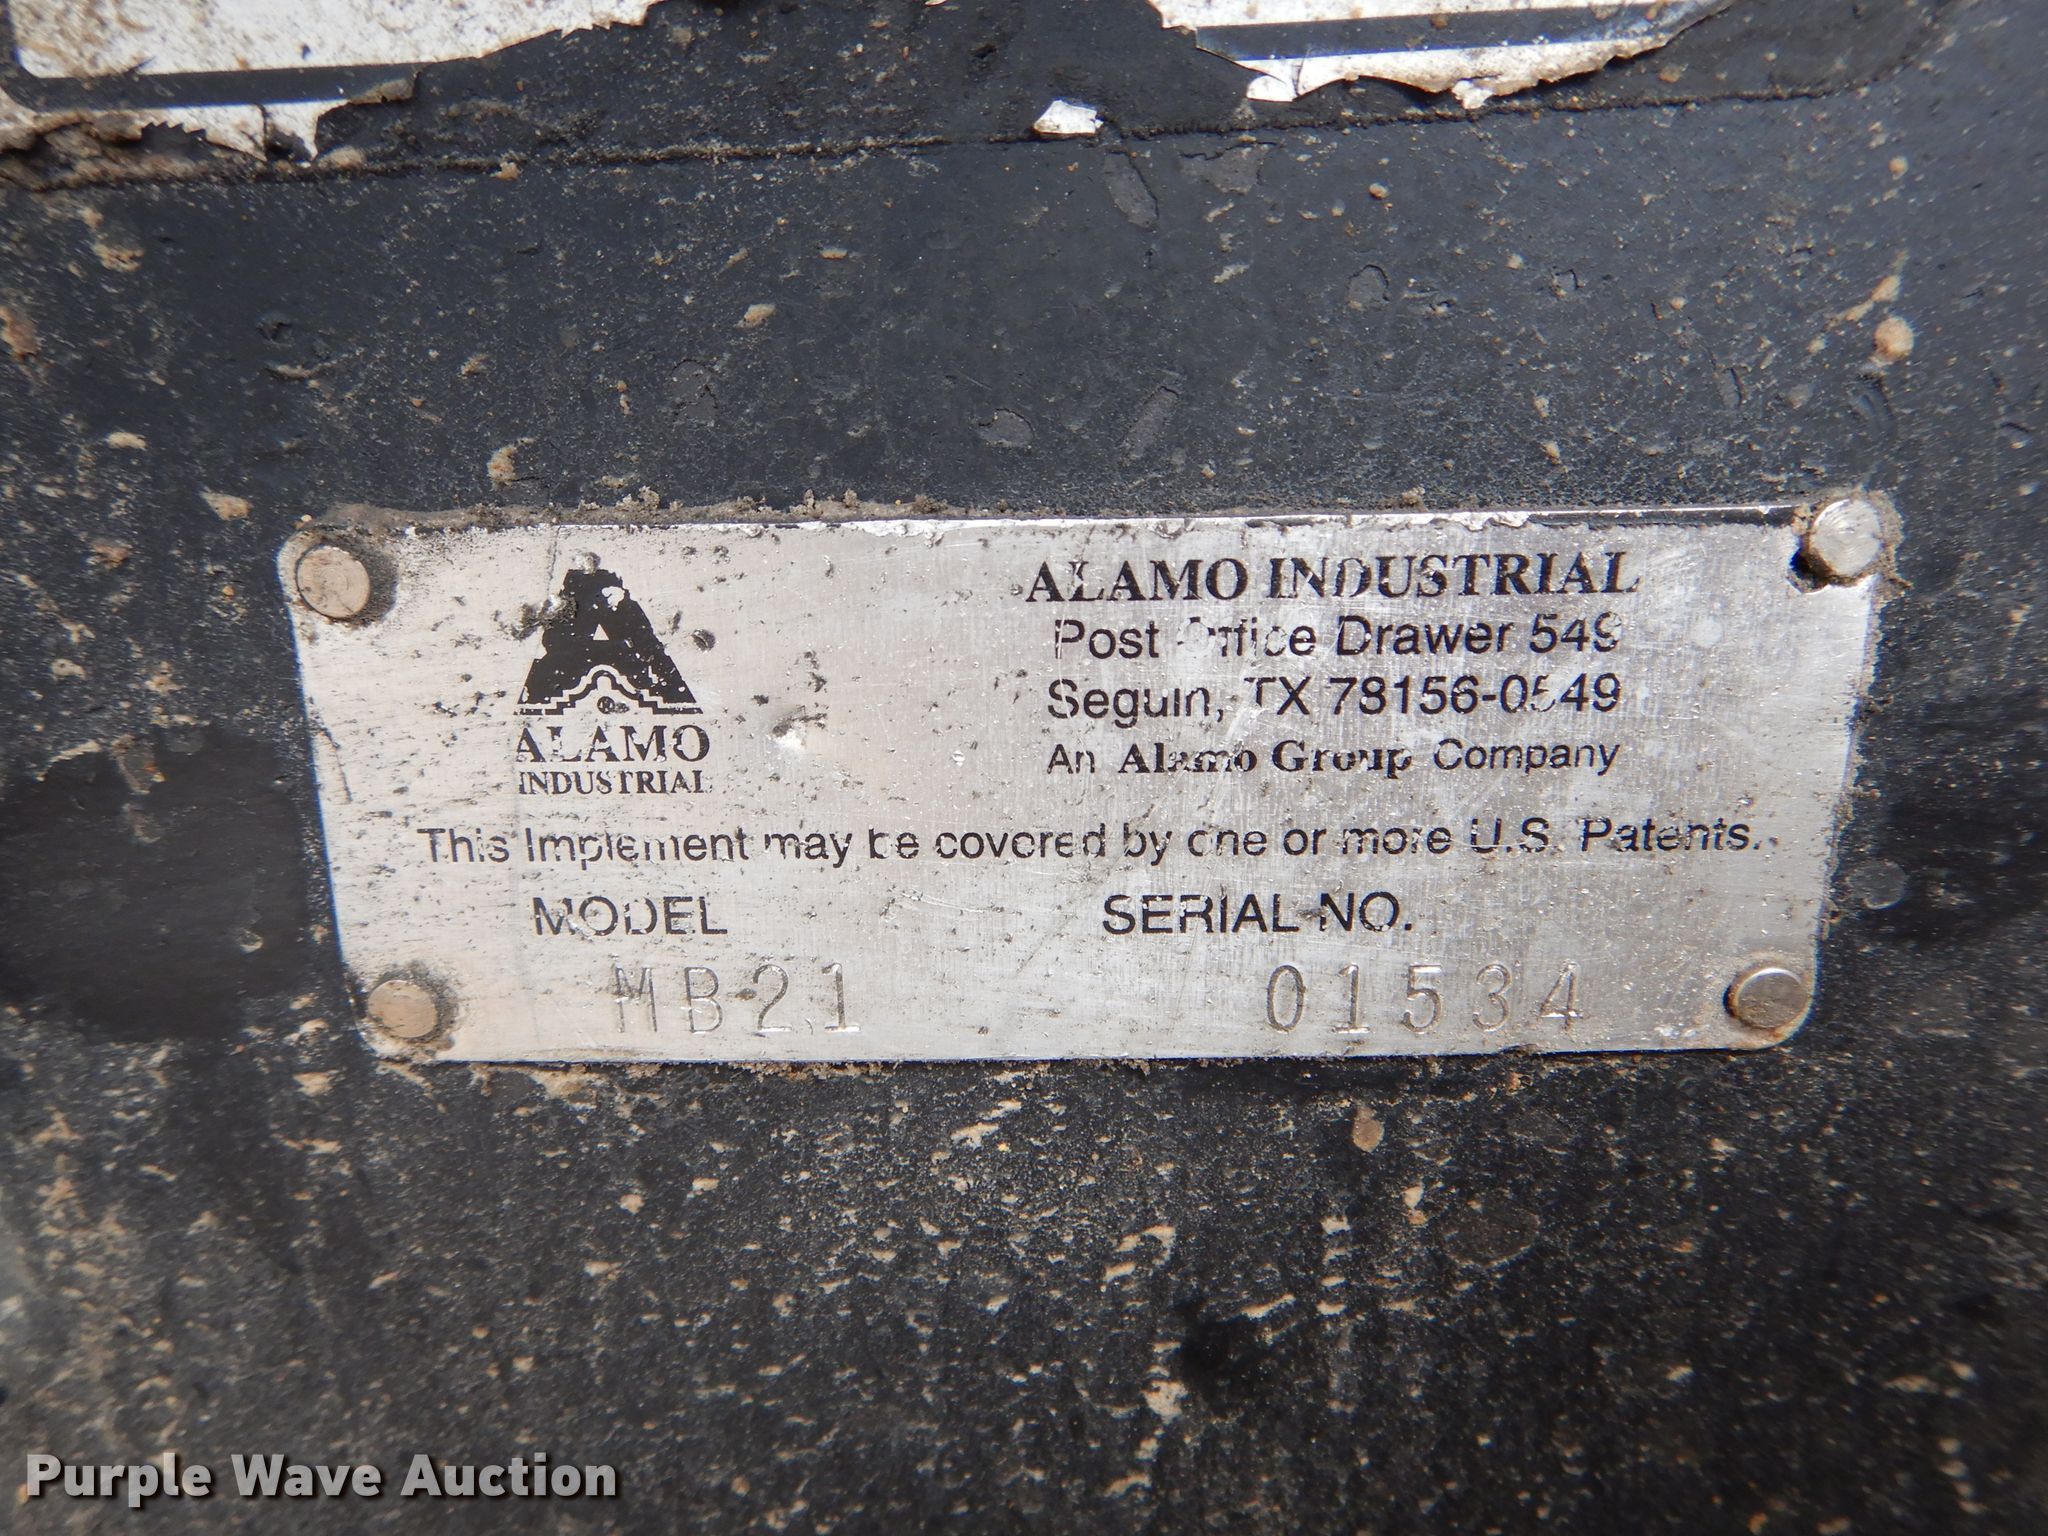 ALAMO
INDUSTRIAL
ALAMO INDUSTRIAL
Post Office Drawer 549
Seguin, TX 78156-0549
An Alamo Group Company
This Implement may be covered by one or more U.S. Patents.
MODEL SERIAL NO.
MB21 01534
Purple Wave Auction